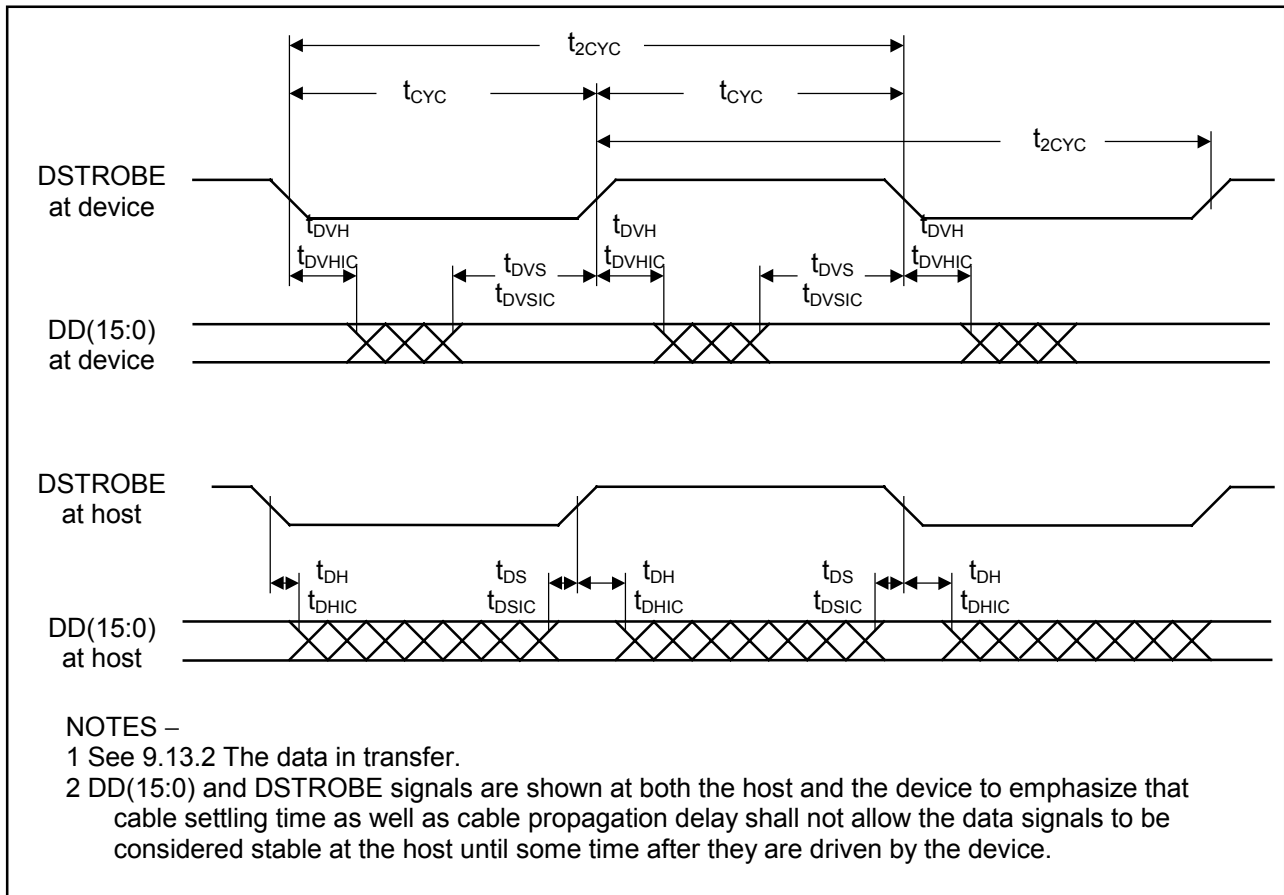 t2CYC
tCYC tCYC
t2CYC
DSTROBE
at device
tDVH tDVH tDVH
tDVHIC tDVS tDVHIC tDVS tDVHIC
tDVSIC tDVSIC
DD(15:0)
at device
DSTROBE
at host
tDH tDS tDH tDS tDH
tDHIC tDSIC tDHIC tDSIC tDHIC
DD(15:0)
at host
NOTES –
1 See 9.13.2 The data in transfer.
2 DD(15:0) and DSTROBE signals are shown at both the host and the device to emphasize that
cable settling time as well as cable propagation delay shall not allow the data signals to be
considered stable at the host until some time after they are driven by the device.